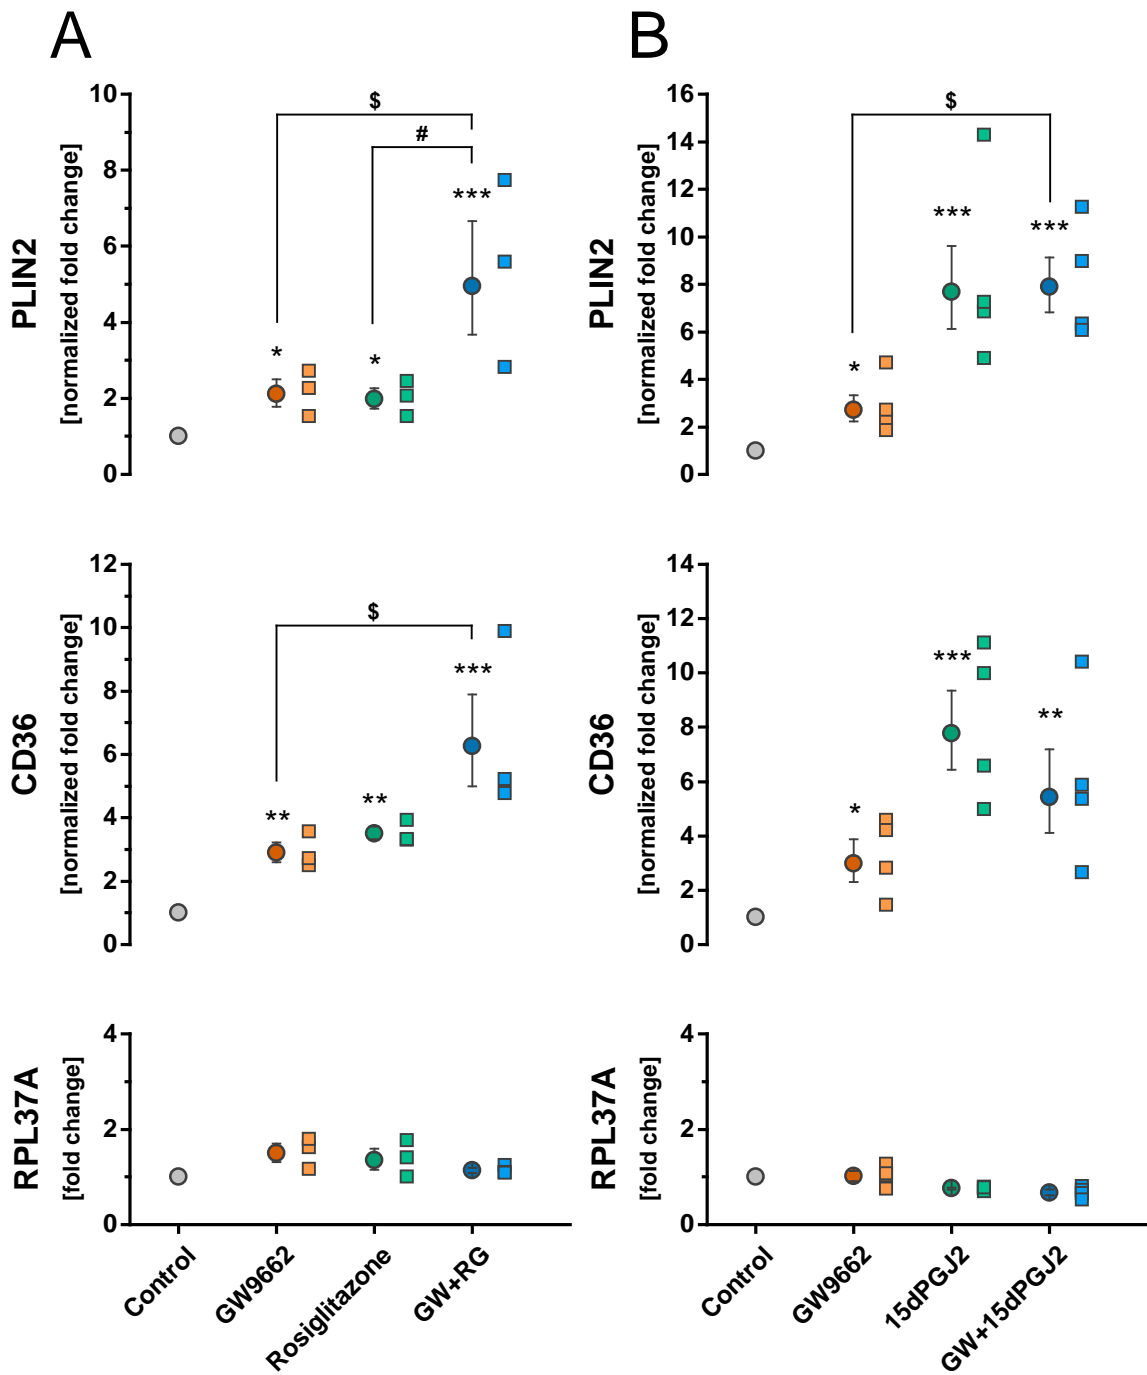 A
B
PLIN2
[normalized fold change]
10
8
6
4
2
0
$
#
*
*
***
PLIN2
[normalized fold change]
16
14
12
10
8
6
4
2
0
$
*
***
***
CD36
[normalized fold change]
12
10
8
6
4
2
0
$
**
**
***
CD36
[normalized fold change]
14
12
10
8
6
4
2
0
*
***
**
RPL37A
[fold change]
4
2
0
Control
GW9662
Rosiglitazone
GW+RG
RPL37A
[fold change]
4
2
0
Control
GW9662
15dPGJ2
GW+15dPGJ2